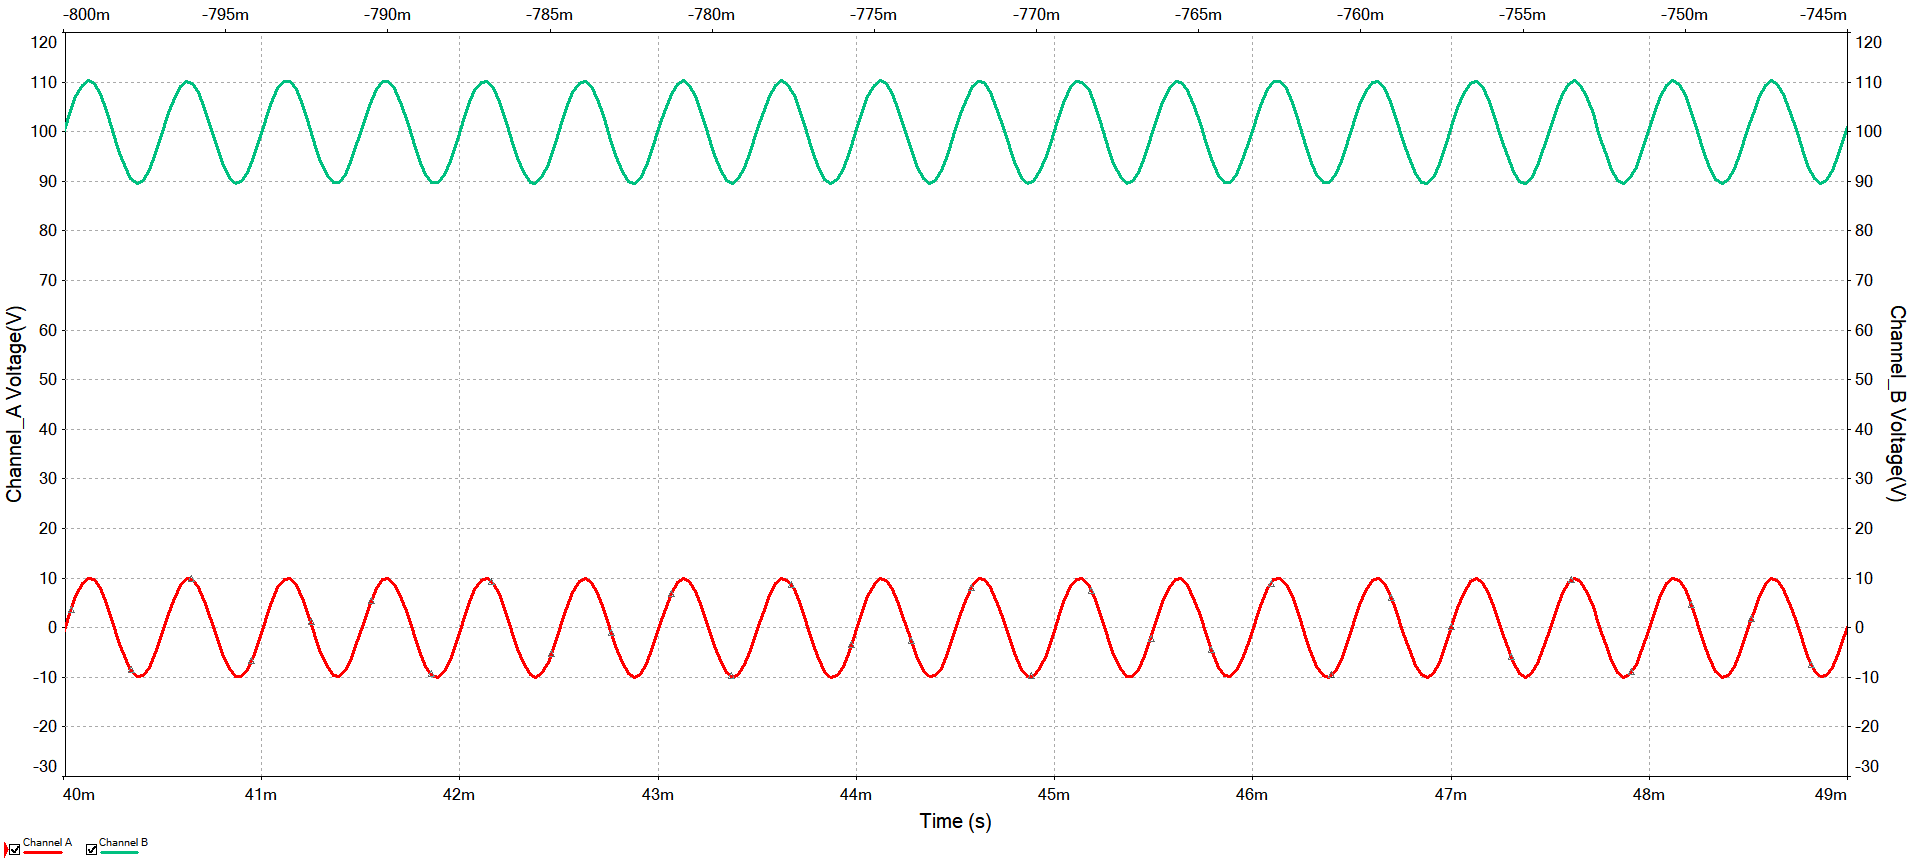 -800m -795m -790m -785m -780m -775m -770m -765m -760m -755m -750m -745m
120 120
110 110
100 100
90 90
80 80
70 70
60 60
50 50
40 40
30 30
20 20
10 10
0 0
-10 -10
-20 -20
-30 -30
Channel_A Voltage(V)
Channel_B Voltage(V)
40m 41m 42m 43m 44m 45m 46m 47m 48m 49m
Time (s)
Channel A Channel B